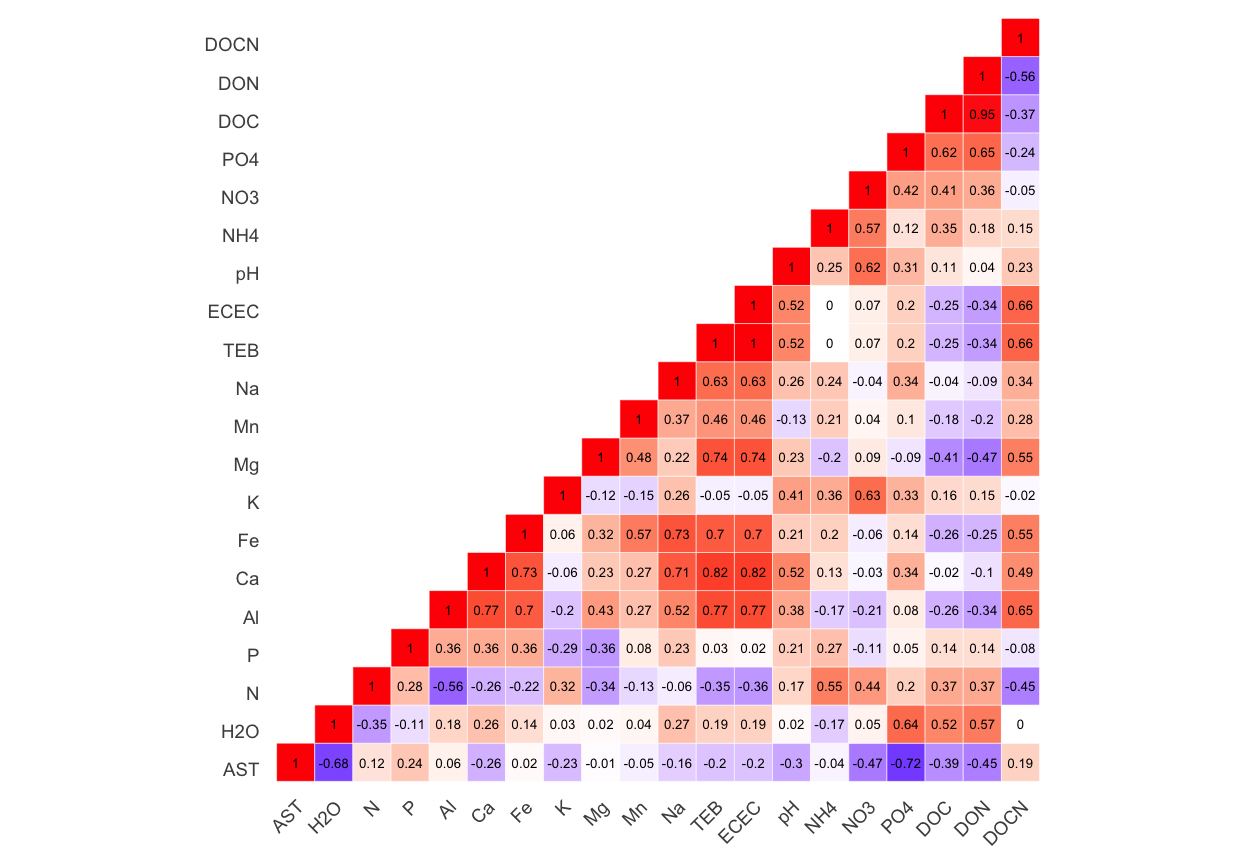 DOCN 1
DON 1 -0.56
DOC 1 0.95 -0.37
PO4 1 0.62 0.65 -0.24
NO3 1 0.42 0.41 0.36 -0.05
NH4 1 0.57 0.12 0.35 0.18 0.15
pH 1 0.25 0.62 0.31 0.11 0.04 0.23
ECEC 1 0.52 0 0.07 0.2 -0.25 -0.34 0.66
TEB 1 1 0.52 0 0.07 0.2 -0.25 -0.34 0.66
Na 1 0.63 0.63 0.26 0.24 -0.04 0.34 -0.04 -0.09 0.34
Mn 1 0.37 0.46 0.46 -0.13 0.21 0.04 0.1 -0.18 -0.2 0.28
Mg 1 0.48 0.22 0.74 0.74 0.23 -0.2 0.09 -0.09 -0.41 -0.47 0.55
K 1 -0.12 -0.15 0.26 -0.05 -0.05 0.41 0.36 0.63 0.33 0.16 0.15 -0.02
Fe 1 0.06 0.32 0.57 0.73 0.7 0.7 0.21 0.2 -0.06 0.14 -0.26 -0.25 0.55
Ca 1 0.73 -0.06 0.23 0.27 0.71 0.82 0.82 0.52 0.13 -0.03 0.34 -0.02 -0.1 0.49
Al 1 0.77 0.7 -0.2 0.43 0.27 0.52 0.77 0.77 0.38 -0.17 -0.21 0.08 -0.26 -0.34 0.65
P 1 0.36 0.36 0.36 -0.29 -0.36 0.08 0.23 0.03 0.02 0.21 0.27 -0.11 0.05 0.14 0.14 -0.08
N 1 0.28 -0.56 -0.26 -0.22 0.32 -0.34 -0.13 -0.06 -0.35 -0.36 0.17 0.55 0.44 0.2 0.37 0.37 -0.45
H2O 1 -0.35 -0.11 0.18 0.26 0.14 0.03 0.02 0.04 0.27 0.19 0.19 0.02 -0.17 0.05 0.64 0.52 0.57 0
AST 1 -0.68 0.12 0.24 0.06 -0.26 0.02 -0.23 -0.01 -0.05 -0.16 -0.2 -0.2 -0.3 -0.04 -0.47 -0.72 -0.39 -0.45 0.19
AST H2O N P Al Ca Fe K Mg Mn Na TEB ECEC pH NH4 NO3 PO4 DOC DON DOCN